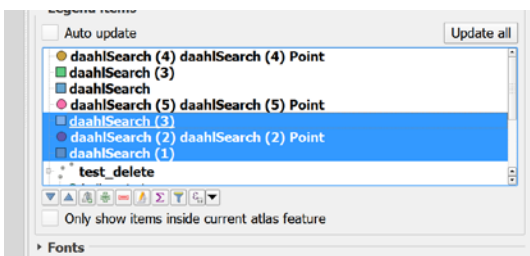 Legend items
Auto update
Update all
daahlSearch (4) daahlSearch (4) Point
daahlSearch (3)
daahlSearch
daahlSearch (5) daahlSearch (5) Point
daahlSearch (3)
daahlSearch (2) daahlSearch (2) Point
daahlSearch (1)
test_delete
Only show items inside current atlas feature
Fonts